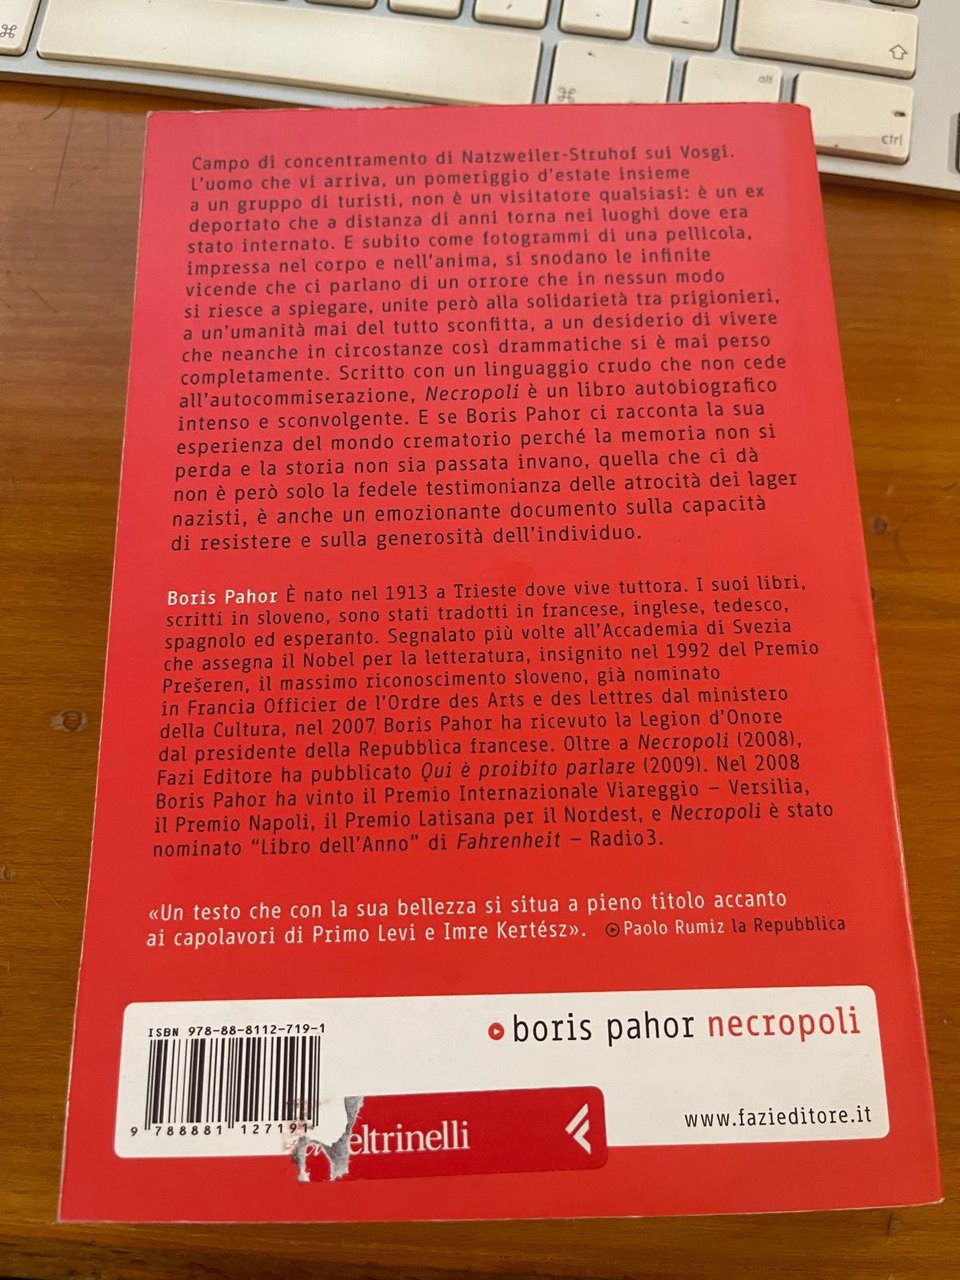 ⌘
⌘
alt
ctrl
Campo di concentramento di Natzweiler-Struhof sui Vosgi.
L'uomo che vi arriva, un pomeriggio d'estate insieme
a un gruppo di turisti, non è un visitatore qualsiasi: è un ex
deportato che a distanza di anni torna nei luoghi dove era
stato internato. E subito come fotogrammi di una pellicola,
impressa nel corpo e nell'anima, si snodano le infinite
vicende che ci parlano di un orrore che in nessun modo
si riesce a spiegare, unite però alla solidarietà tra prigionieri,
a un'umanità mai del tutto sconfitta, a un desiderio di vivere
che neanche in circostanze così drammatiche si è mai perso
completamente. Scritto con un linguaggio crudo che non cede
all'autocommiserazione, Necropoli è un libro autobiografico
intenso e sconvolgente. E se Boris Pahor ci racconta la sua
esperienza del mondo crematorio perché la memoria non si
perda e la storia non sia passata invano, quella che ci dà
non è però solo la fedele testimonianza delle atrocità dei lager
nazisti, è anche un emozionante documento sulla capacità
di resistere e sulla generosità dell'individuo.
Boris Pahor È nato nel 1913 a Trieste dove vive tuttora. I suoi libri,
scritti in sloveno, sono stati tradotti in francese, inglese, tedesco,
spagnolo ed esperanto. Segnalato più volte all'Accademia di Svezia
che assegna il Nobel per la letteratura, insignito nel 1992 del Premio
Prešeren, il massimo riconoscimento sloveno, già nominato
in Francia Officier de l'Ordre des Arts e des Lettres dal ministero
della Cultura, nel 2007 Boris Pahor ha ricevuto la Legion d'Onore
dal presidente della Repubblica francese. Oltre a Necropoli (2008),
Fazi Editore ha pubblicato Qui è proibito parlare (2009). Nel 2008
Boris Pahor ha vinto il Premio Internazionale Viareggio – Versilia,
il Premio Napoli, il Premio Latisana per il Nordest, e Necropoli è stato
nominato “Libro dell'Anno” di Fahrenheit – Radio3.
«Un testo che con la sua bellezza si situa a pieno titolo accanto
ai capolavori di Primo Levi e Imre Kertész». Paolo Rumiz la Repubblica
ISBN 978-88-8112-719-1
boris pahor necropoli
9 788881 127191
eltrinelli
www.fazieditore.it